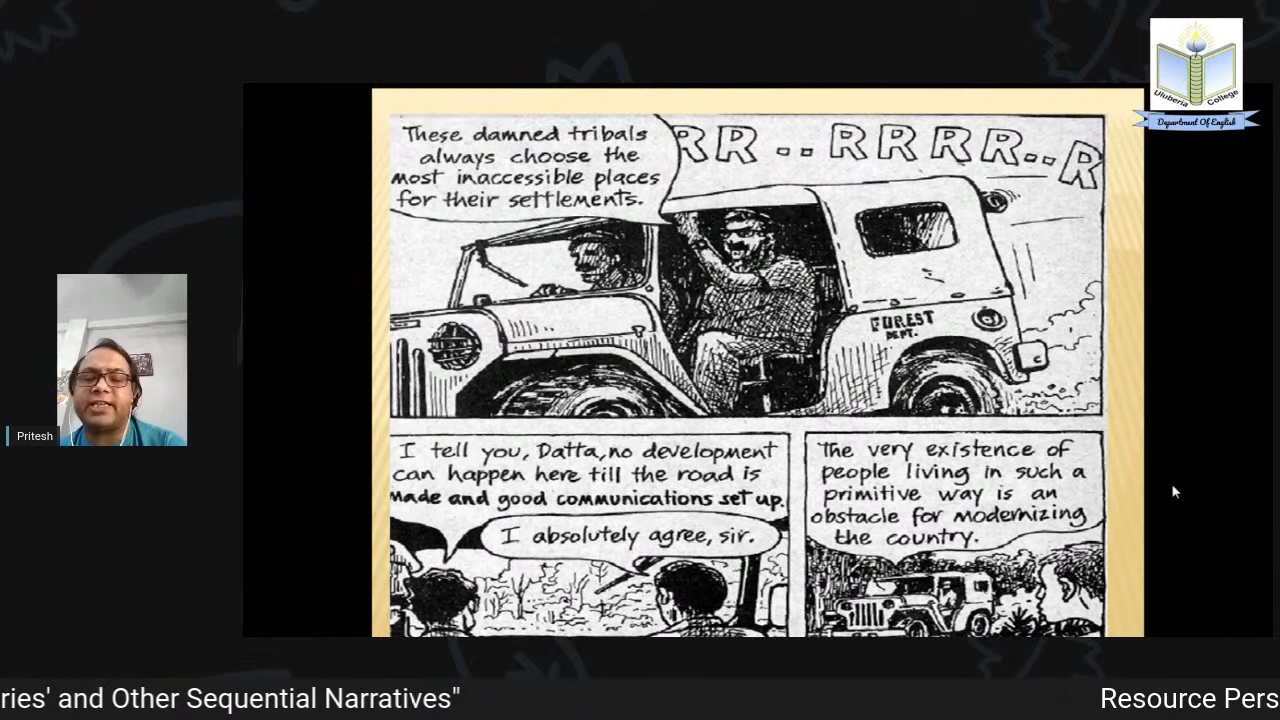 Uluberia College
Department Of English
These damned tribals
always choose the
most inaccessible places
for their settlements.
RR .. RRRR... R
FOREST
DEPT.
I tell you, Datta, no development
can happen here till the road is
made and good communications set up.
I absolutely agree, sir.
The very existence of
people living in such a
primitive way is an
obstacle for modernizing
the country.
Pritesh
ries' and Other Sequential Narratives"
Resource Pers